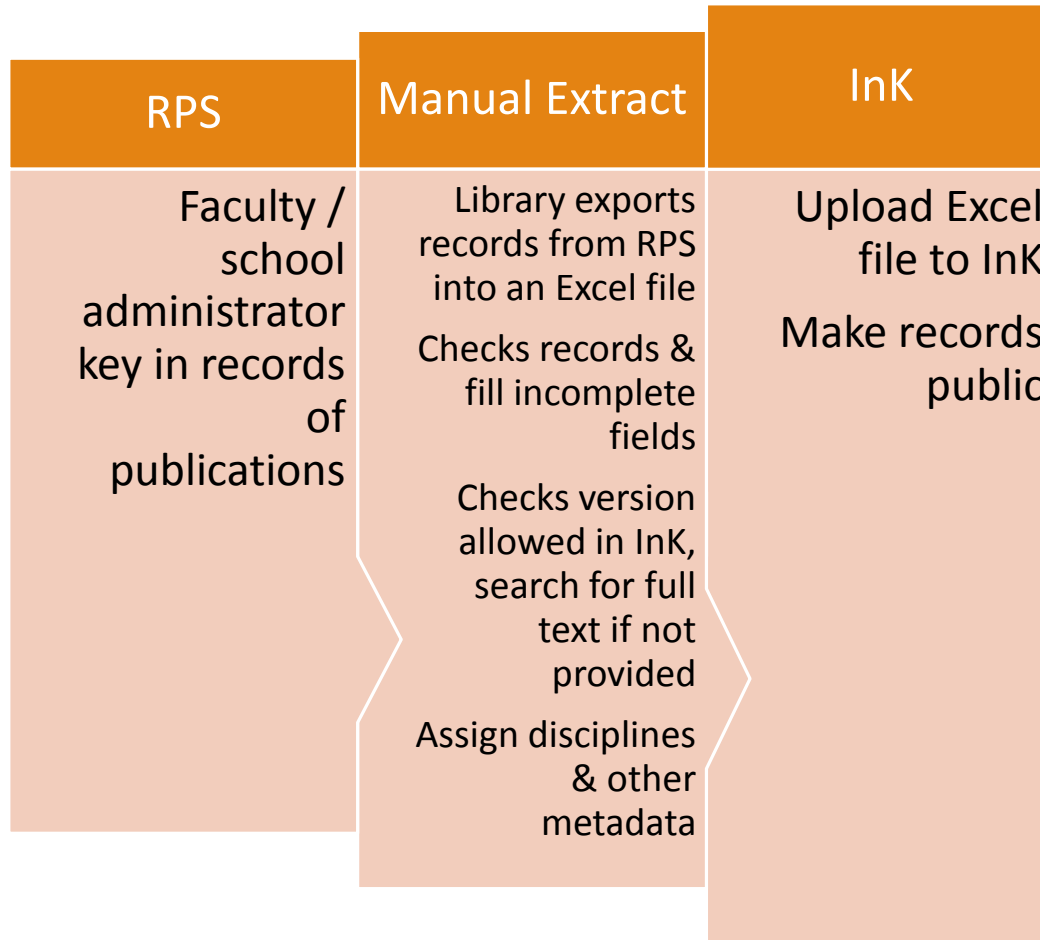 RPS
Faculty /
school
administrator
key in records
of
publications
Manual Extract
Library exports
records from RPS
into an Excel file
Checks records &
fill incomplete
fields
Checks version
allowed in InK,
search for full
text if not
provided
Assign disciplines
& other
metadata
InK
Upload Excel
file to InK
Make records
public